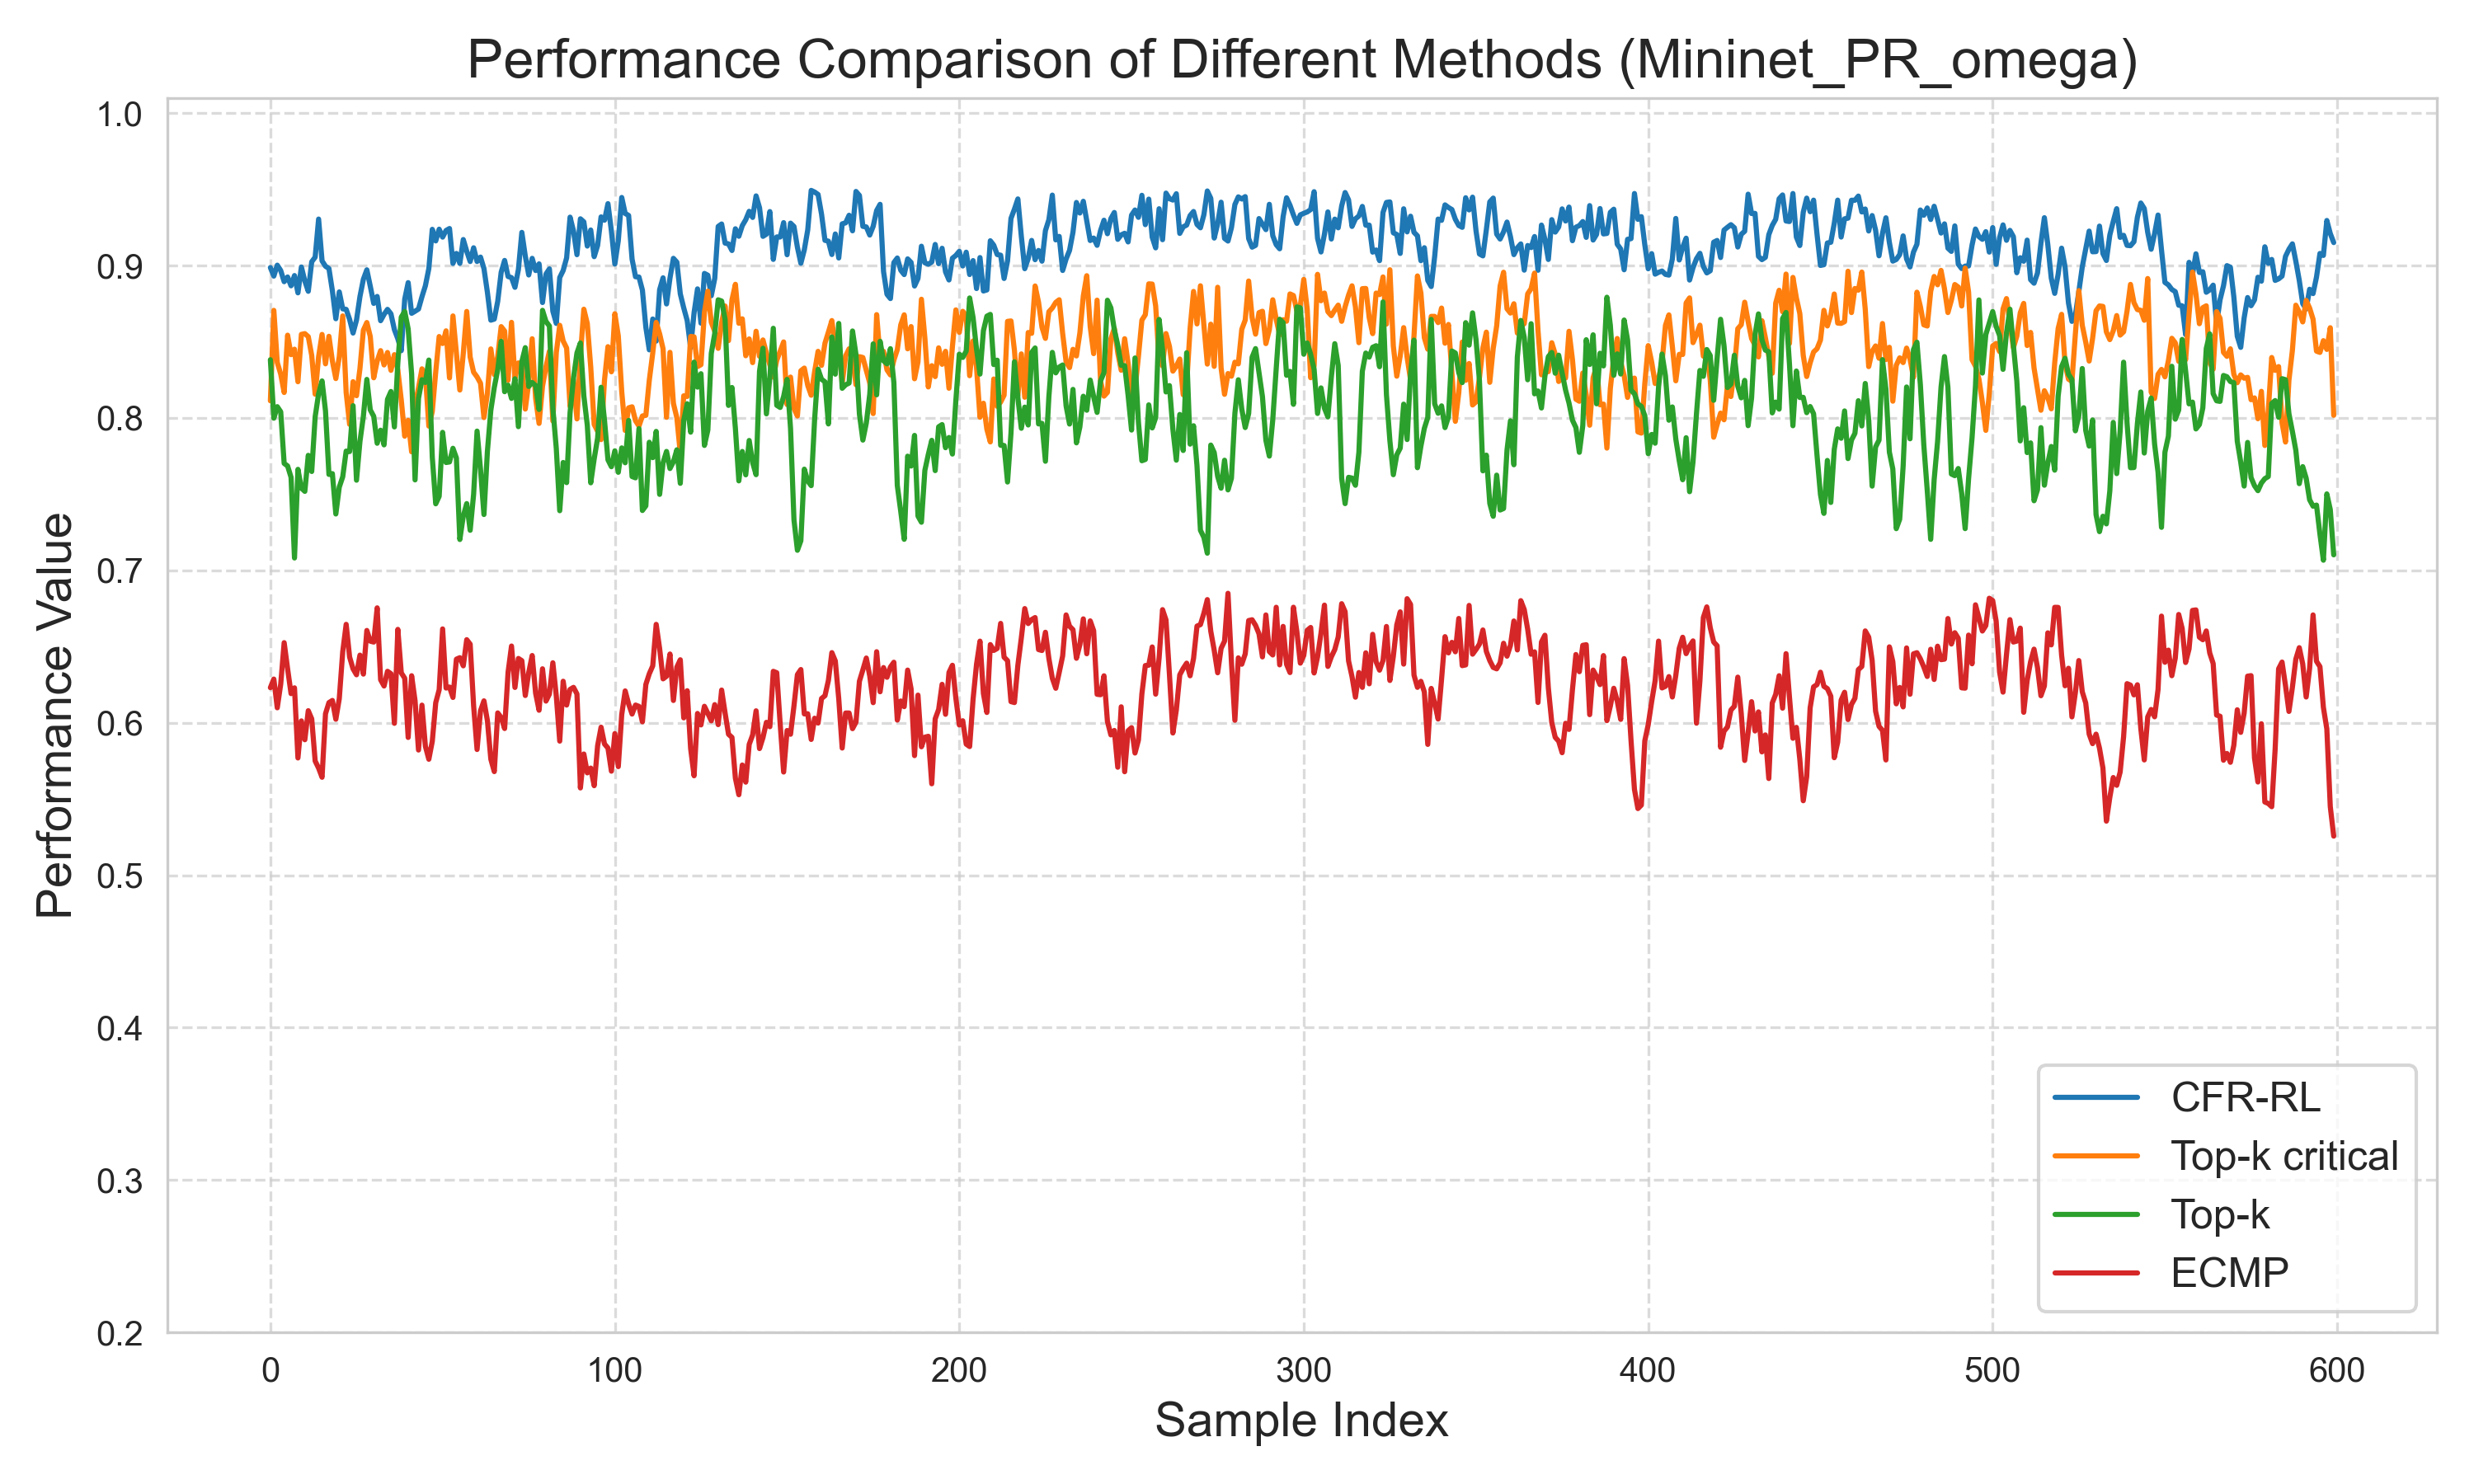 Performance Comparison of Different Methods (Mininet_PR_omega)
Performance Value
1.0
0.9
0.8
0.7
0.6
0.5
0.4
0.3
0.2
0 100 200 300 400 500 600
Sample Index
CFR-RL
Top-k critical
Top-k
ECMP